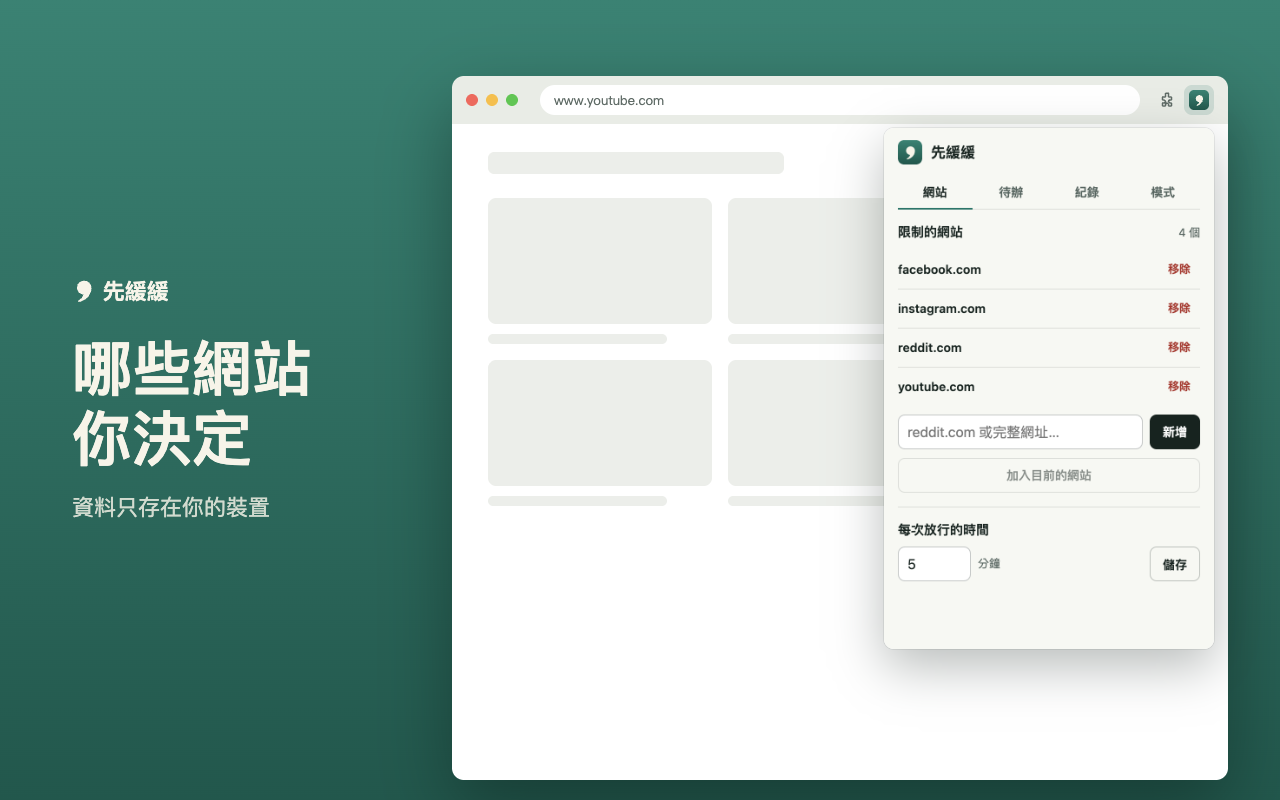 先緩緩
哪些網站
你決定
資料只存在你的裝置
www.youtube.com
先緩緩
網站 待辦 紀錄 模式
限制的網站 4 個
facebook.com 移除
instagram.com 移除
reddit.com 移除
youtube.com 移除
reddit.com 或完整網址... 新增
加入目前的網站
每次放行的時間
5 分鐘 儲存